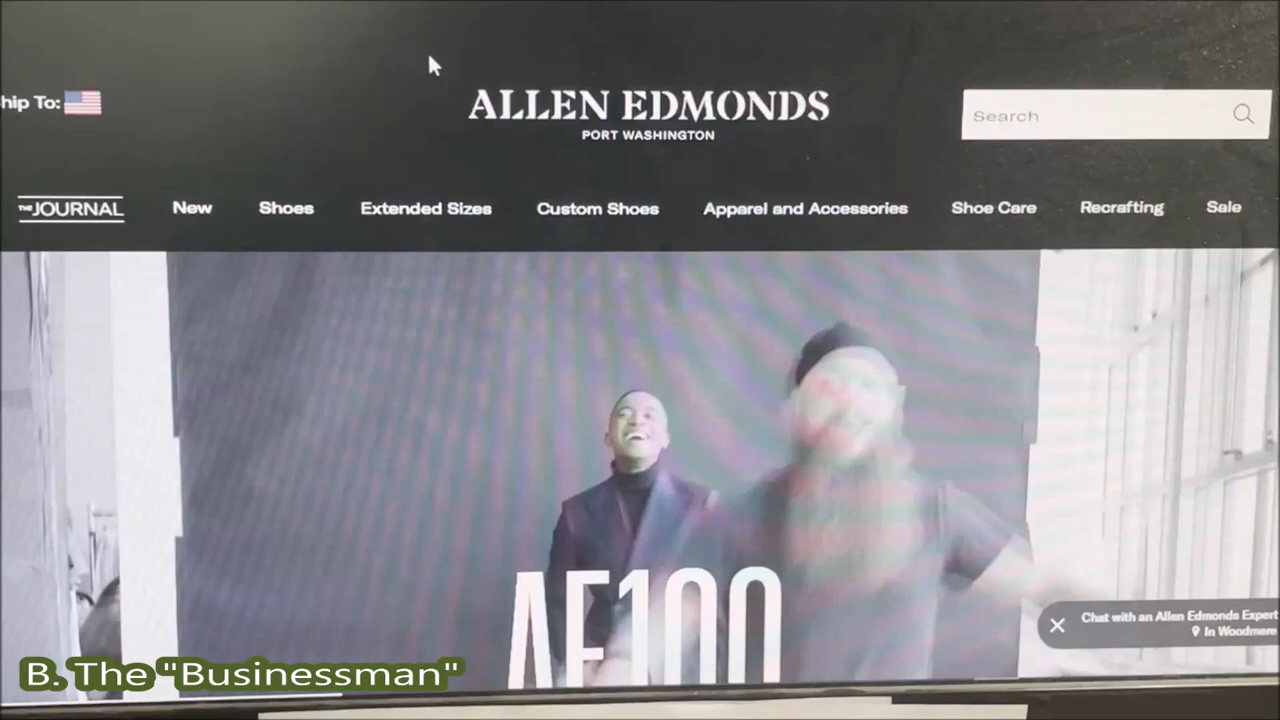 hip To:
ALLEN EDMONDS
PORT WASHINGTON
Search
THE JOURNAL
New
Shoes
Extended Sizes
Custom Shoes
Apparel and Accessories
Shoe Care
Recrafting
Sale
AE100
Chat with an Allen Edmonds Expert
In Woodmere
B. The "Businessman"